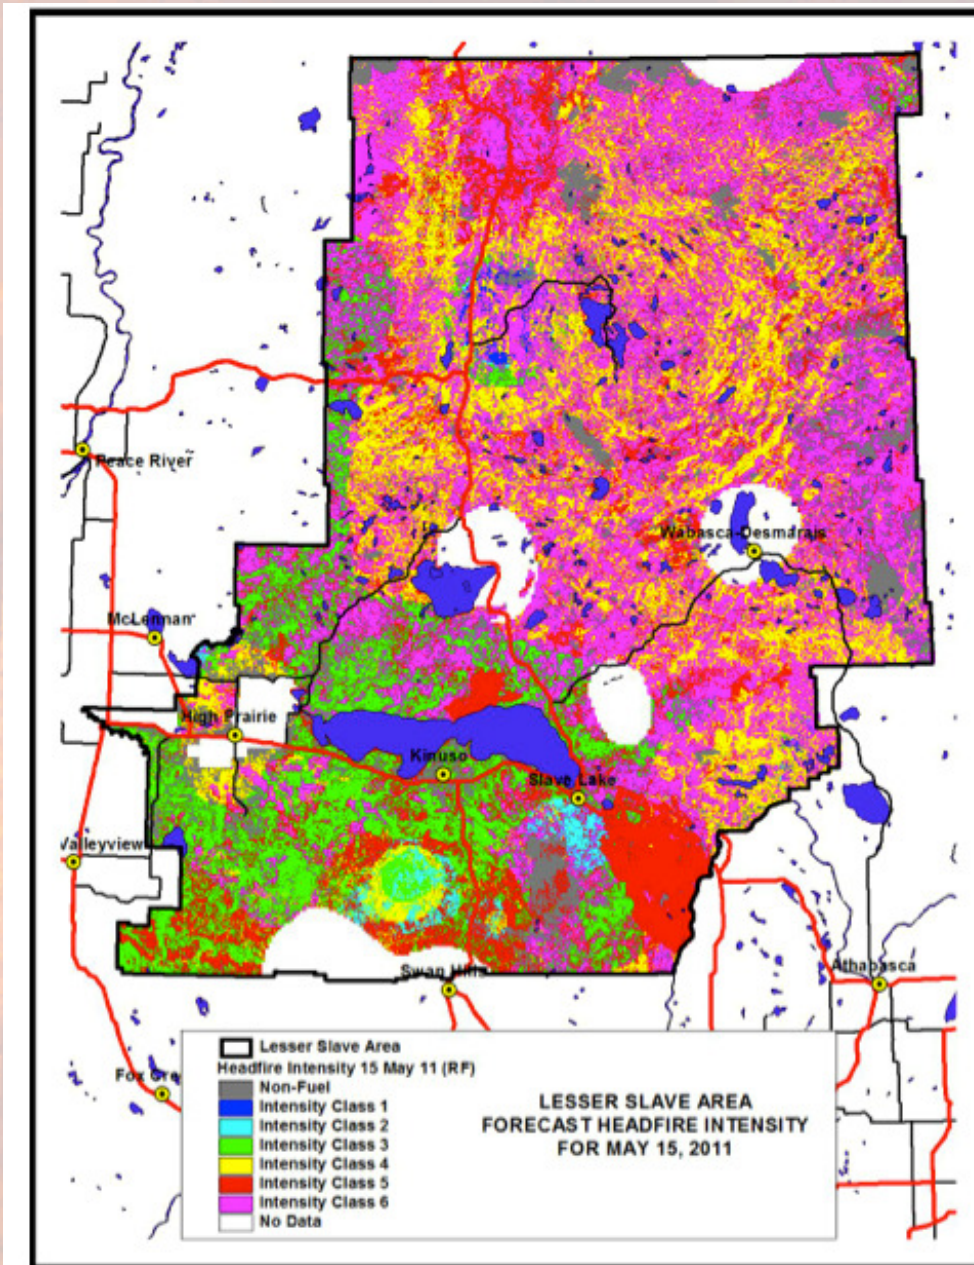 Peace River
Wabasca-Desmarais
McLennan
High Prairie
Kinuso
Slave Lake
Valleyview
Swan Hills
Athabasca
Fox Cre
Lesser Slave Area
Headfire Intensity 15 May 11 (RF)
Non-Fuel
Intensity Class 1
Intensity Class 2
Intensity Class 3
Intensity Class 4
Intensity Class 5
Intensity Class 6
No Data
LESSER SLAVE AREA
FORECAST HEADFIRE INTENSITY
FOR MAY 15, 2011